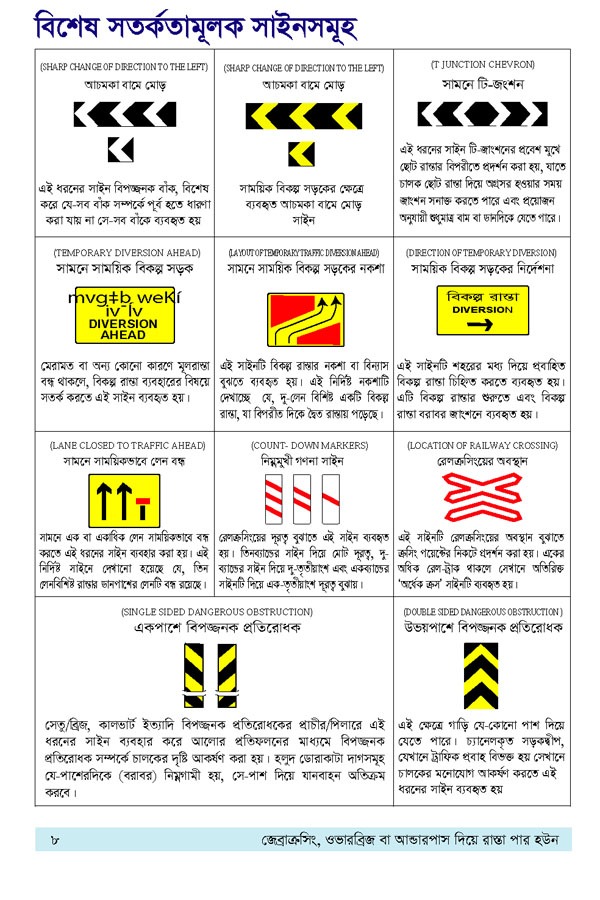 বিশেষ সতর্কতামূলক সাইনসমূহ
(SHARP CHANGE OF DIRECTION TO THE LEFT)
আচমকা বামে মোড়
এই ধরনের সাইন বিপজ্জনক বাঁক, বিশেষ
করে যে-সব বাঁক সম্পর্কে পূর্ব হতে ধারণা
করা যায় না সে-সব বাঁকে ব্যবহৃত হয়
(SHARP CHANGE OF DIRECTION TO THE LEFT)
আচমকা বামে মোড়
সাময়িক বিকল্প সড়কের ক্ষেত্রে
ব্যবহৃত আচমকা বামে মোড়
সাইন
(T JUNCTION CHEVRON)
সামনে টি-জংশন
এই ধরনের সাইন টি-জাংশনের প্রবেশ মুখে
ছোট রাস্তার বিপরীতে প্রদর্শন করা হয়, যাতে
চালক ছোট রাস্তা দিয়ে অগ্রসর হওয়ার সময়
জাংশন সনাক্ত করতে পারে এবং প্রয়োজন
অনুযায়ী শুধুমাত্র বাম বা ডানদিকে যেতে পারে।
(TEMPORARY DIVERSION AHEAD)
সামনে সাময়িক বিকল্প সড়ক
mvg‡b weKí
iv¯Ív
DIVERSION
AHEAD
মেরামত বা অন্য কোনো কারণে মূলরাস্তা
বন্ধ থাকলে, বিকল্প রাস্তা ব্যবহারের বিষয়ে
সতর্ক করতে এই সাইন ব্যবহৃত হয়।
(LAYOUT OF TEMPORARY TRAFFIC DIVERSION AHEAD)
সামনে সাময়িক বিকল্প সড়কের নকশা
এই সাইনটি বিকল্প রাস্তার নকশা বা বিন্যাস
বুঝতে ব্যবহৃত হয়। এই নির্দিষ্ট নকশাটি
দেখাচ্ছে যে, দু-লেন বিশিষ্ট একটি বিকল্প
রাস্তা, যা বিপরীত দিকে দ্বৈত রাস্তায় পড়েছে।
(DIRECTION OF TEMPORARY DIVERSION)
সাময়িক বিকল্প সড়কের নির্দেশনা
বিকল্প রাস্তা
DIVERSION
এই সাইনটি শহরের মধ্য দিয়ে প্রবাহিত
বিকল্প রাস্তা চিহ্নিত করতে ব্যবহৃত হয়।
এটি বিকল্প রাস্তার শুরুতে এবং বিকল্প
রাস্তা বরাবর জাংশনে ব্যবহৃত হয়।
(LANE CLOSED TO TRAFFIC AHEAD)
সামনে সাময়িকভাবে লেন বন্ধ
সামনে এক বা একাধিক লেন সাময়িকভাবে বন্ধ
করতে এই ধরনের সাইন ব্যবহার করা হয়। এই
নির্দিষ্ট সাইনে দেখানো হয়েছে যে, তিন
লেনবিশিষ্ট রাস্তার ডানপাশের লেনটি বন্ধ রয়েছে।
(COUNT- DOWN MARKERS)
নিম্নমুখী গণনা সাইন
রেলক্রসিংয়ের দূরত্ব বুঝাতে এই সাইন ব্যবহৃত
হয়। তিনব্যান্ডের সাইন দিয়ে মোট দূরত্ব, দু-
ব্যান্ডের সাইন দিয়ে দু-তৃতীয়াংশ এবং একব্যান্ডের
সাইনটি দিয়ে এক-তৃতীয়াংশ দূরত্ব বুঝায়।
(LOCATION OF RAILWAY CROSSING)
রেলক্রসিংয়ের অবস্থান
এই সাইনটি রেলক্রসিংয়ের অবস্থান বুঝাতে
ক্রসিং পয়েন্টের নিকটে প্রদর্শন করা হয়। একের
অধিক রেল-ট্রাক থাকলে সেখানে অতিরিক্ত
'অর্ধেক ক্রস' সাইনটি ব্যবহৃত হয়।
(SINGLE SIDED DANGEROUS OBSTRUCTION)
একপাশে বিপজ্জনক প্রতিরোধক
সেতু/ব্রিজ, কালভার্ট ইত্যাদি বিপজ্জনক প্রতিরোধকের প্রাচীর/পিলারে এই
ধরনের সাইন ব্যবহার করে আলোর প্রতিফলনের মাধ্যমে বিপজ্জনক
প্রতিরোধক সম্পর্কে চালকের দৃষ্টি আকর্ষণ করা হয়। হলুদ ডোরাকাটা দাগসমূহ
যে-পাশেরদিকে (বরাবর) নিম্নগামী হয়, সে-পাশ দিয়ে যানবাহন অতিক্রম
করবে।
(DOUBLE SIDED DANGEROUS OBSTRUCTION)
উভয়পাশে বিপজ্জনক প্রতিরোধক
এই ক্ষেত্রে গাড়ি যে-কোনো পাশ দিয়ে
যেতে পারে। চ্যানেলকৃত সড়কদ্বীপ,
যেখানে ট্রাফিক প্রবাহ বিভক্ত হয় সেখানে
চালকের মনোযোগ আকর্ষণ করতে এই
ধরনের সাইন ব্যবহৃত হয়
৮
জেব্রাক্রসিং, ওভারব্রিজ বা আন্ডারপাস দিয়ে রাস্তা পার হউন